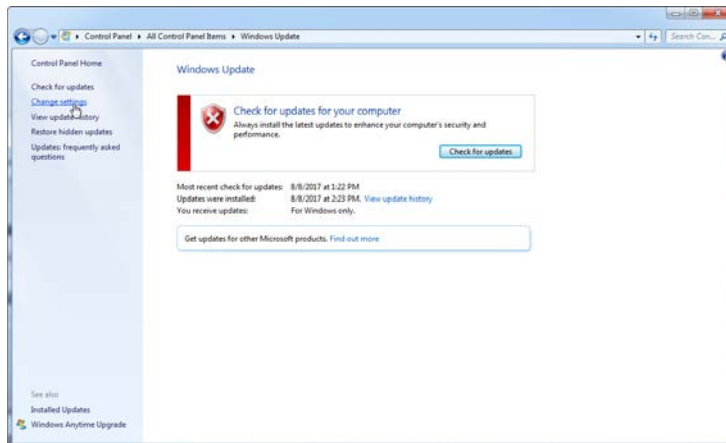 Control Panel ▸ All Control Panel Items ▸ Windows Update
Search Con...
Control Panel Home
Check for updates
Change settings
View update history
Restore hidden updates
Updates: frequently asked
questions
Windows Update
Check for updates for your computer
Always install the latest updates to enhance your computer's security and
performance.
Check for updates
Most recent check for updates: 8/8/2017 at 1:22 PM
Updates were installed: 8/8/2017 at 2:23 PM. View update history
You receive updates: For Windows only.
Get updates for other Microsoft products. Find out more
See also
Installed Updates
Windows Anytime Upgrade